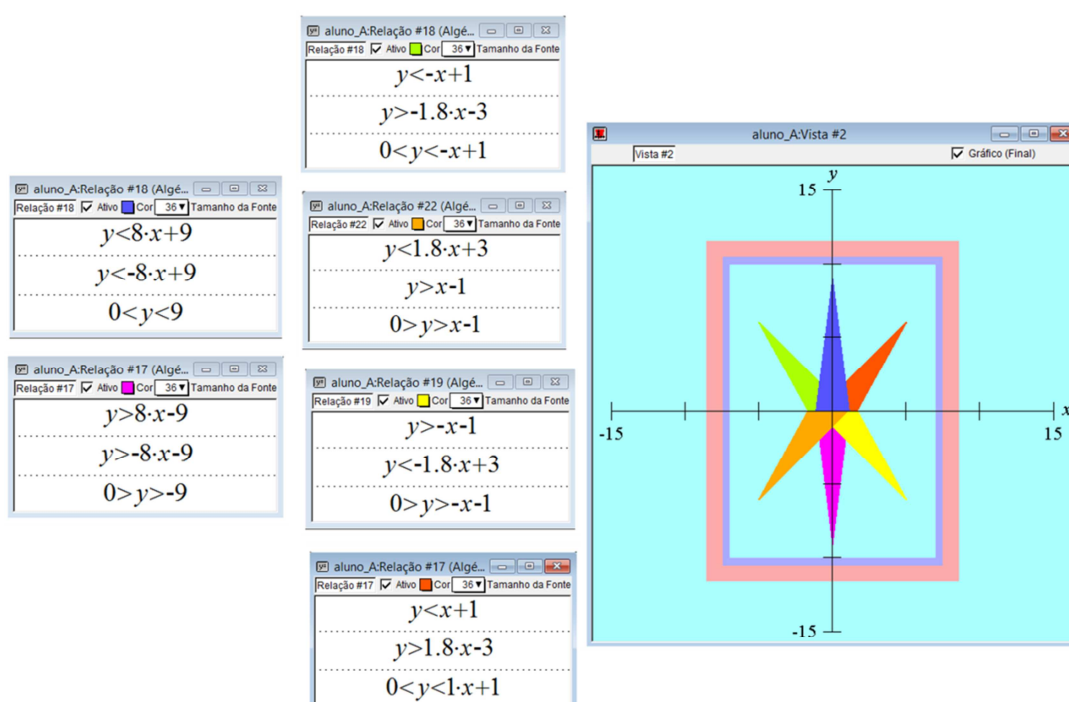 aluno_A:Relação #18 (Algé...
Relação #18 Ativo Cor 36▼ Tamanho da Fonte
y<-x+1
y>-1.8·x-3
0<y<-x+1
aluno_A:Relação #18 (Algé...
Relação #18 Ativo Cor 36▼ Tamanho da Fonte
y<8·x+9
y<-8·x+9
0<y<9
aluno_A:Relação #17 (Algé...
Relação #17 Ativo Cor 36▼ Tamanho da Fonte
y>8·x-9
y>-8·x-9
0>y>-9
aluno_A:Relação #22 (Algé...
Relação #22 Ativo Cor 36▼ Tamanho da Fonte
y<1.8·x+3
y>x-1
0>y>x-1
aluno_A:Relação #19 (Algé...
Relação #19 Ativo Cor 36▼ Tamanho da Fonte
y>-x-1
y<-1.8·x+3
0>y>-x-1
aluno_A:Relação #17 (Algé...
Relação #17 Ativo Cor 36▼ Tamanho da Fonte
y<x+1
y>1.8·x-3
0<y<1·x+1
aluno_A:Vista #2
Vista #2 Gráfico (Final)
y
15
x
-15 15
-15